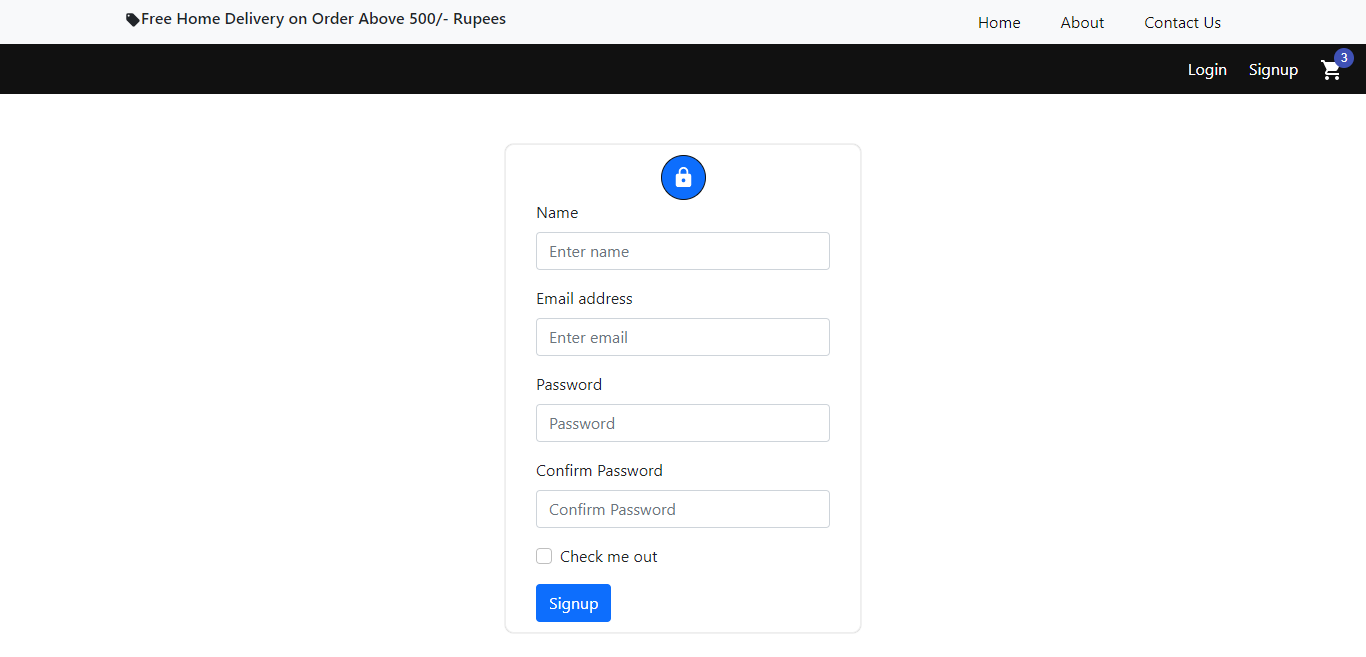 Free Home Delivery on Order Above 500/- Rupees Home About Contact Us
Login Signup 3
Name
Enter name
Email address
Enter email
Password
Password
Confirm Password
Confirm Password
Check me out
Signup